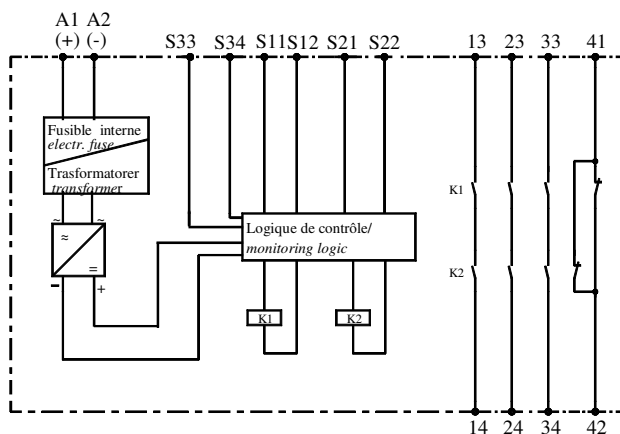 A1 A2 S33 S34 S11 S12 S21 S22 13 23 33 41
(+) (-)
Fusible interne
electr. fuse
Trasformatorer
transformer
~ ~
≈
=
− +
Logique de contrôle/
monitoring logic
K1
K2
K1 K2
14 24 34 42